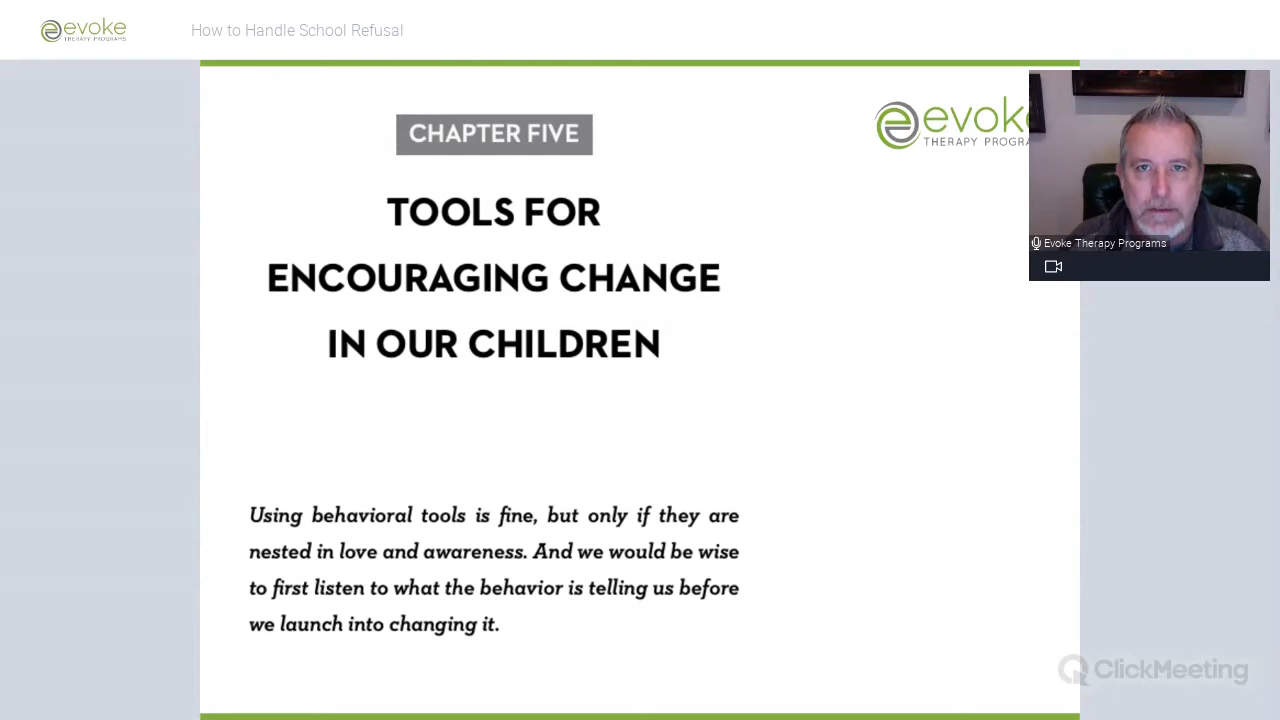 evoke
THERAPY PROGRAMS
How to Handle School Refusal
CHAPTER FIVE
TOOLS FOR
ENCOURAGING CHANGE
IN OUR CHILDREN
Using behavioral tools is fine, but only if they are
nested in love and awareness. And we would be wise
to first listen to what the behavior is telling us before
we launch into changing it.
evoke
THERAPY PROGRA
Evoke Therapy Programs
ClickMeeting